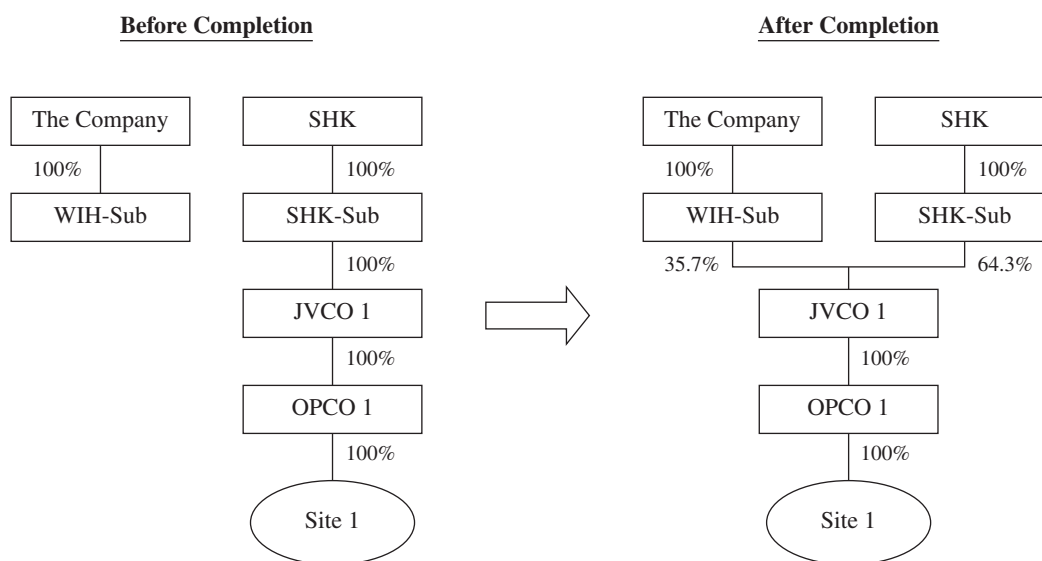 Before Completion
The Company
SHK
100%
100%
WIH-Sub
SHK-Sub
100%
JVCO 1
100%
OPCO 1
100%
Site 1
After Completion
The Company
SHK
100%
100%
WIH-Sub
SHK-Sub
35.7%
64.3%
JVCO 1
100%
OPCO 1
100%
Site 1